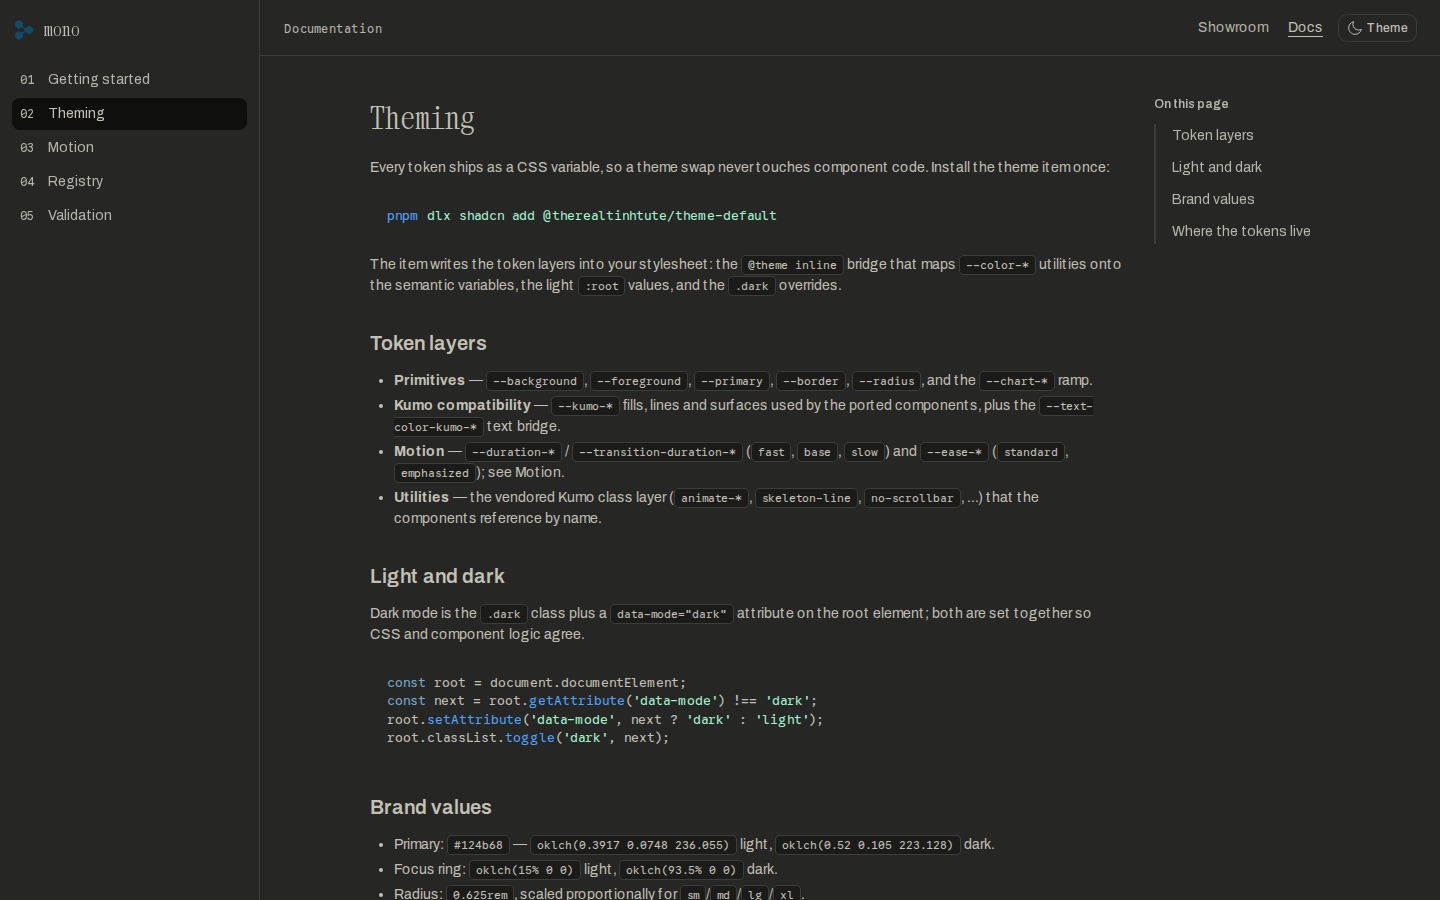 mono
Documentation
Showroom
Docs
Theme
01 Getting started
02 Theming
03 Motion
04 Registry
05 Validation
Theming
Every token ships as a CSS variable, so a theme swap never touches component code. Install the theme item once:
pnpm dlx shadcn add @therealtinhtute/theme-default
The item writes the token layers into your stylesheet: the @theme inline bridge that maps --color-* utilities onto
the semantic variables, the light :root values, and the .dark overrides.
Token layers
• Primitives — --background, --foreground, --primary, --border, --radius, and the --chart-* ramp.
• Kumo compatibility — --kumo-* fills, lines and surfaces used by the ported components, plus the --text-
color-kumo-* text bridge.
• Motion — --duration-* / --transition-duration-* (fast, base, slow) and --ease-* (standard,
emphasized); see Motion.
• Utilities — the vendored Kumo class layer (animate-*, skeleton-line, no-scrollbar, …) that the
components reference by name.
Light and dark
Dark mode is the .dark class plus a data-mode="dark" attribute on the root element; both are set together so
CSS and component logic agree.
const root = document.documentElement;
const next = root.getAttribute('data-mode') !== 'dark';
root.setAttribute('data-mode', next ? 'dark' : 'light');
root.classList.toggle('dark', next);
Brand values
• Primary: #124b68 — oklch(0.3917 0.0748 236.055) light, oklch(0.52 0.105 223.128) dark.
• Focus ring: oklch(15% 0 0) light, oklch(93.5% 0 0) dark.
• Radius: 0.625rem, scaled proportionally for sm/md/lg/xl.
On this page
Token layers
Light and dark
Brand values
Where the tokens live